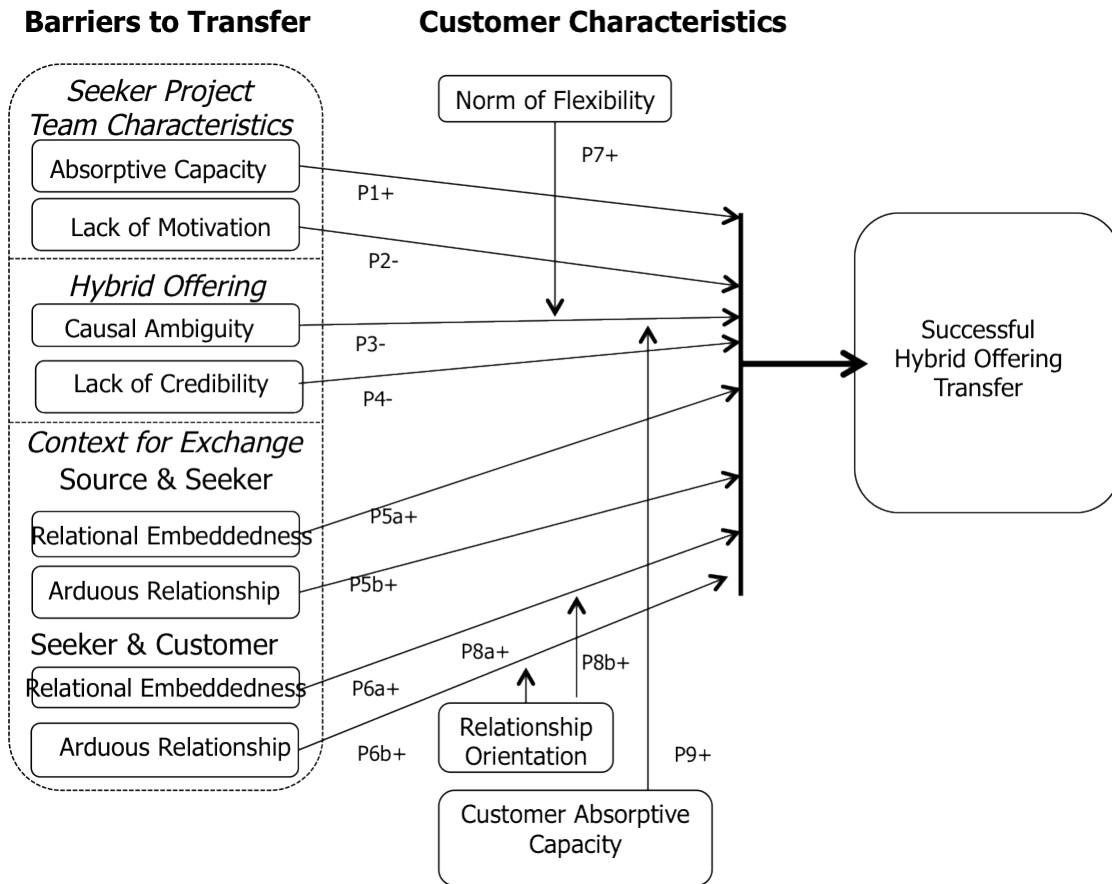 Barriers to Transfer
Customer Characteristics
Seeker Project
Team Characteristics
Absorptive Capacity
Lack of Motivation
Hybrid Offering
Causal Ambiguity
Lack of Credibility
Context for Exchange
Source & Seeker
Relational Embeddedness
Arduous Relationship
Seeker & Customer
Relational Embeddedness
Arduous Relationship
Norm of Flexibility
P7+
P1+
P2-
P3-
P4-
P5a+
P5b+
P6a+
P6b+
P8a+
P8b+
Relationship
Orientation
P9+
Customer Absorptive
Capacity
Successful
Hybrid Offering
Transfer